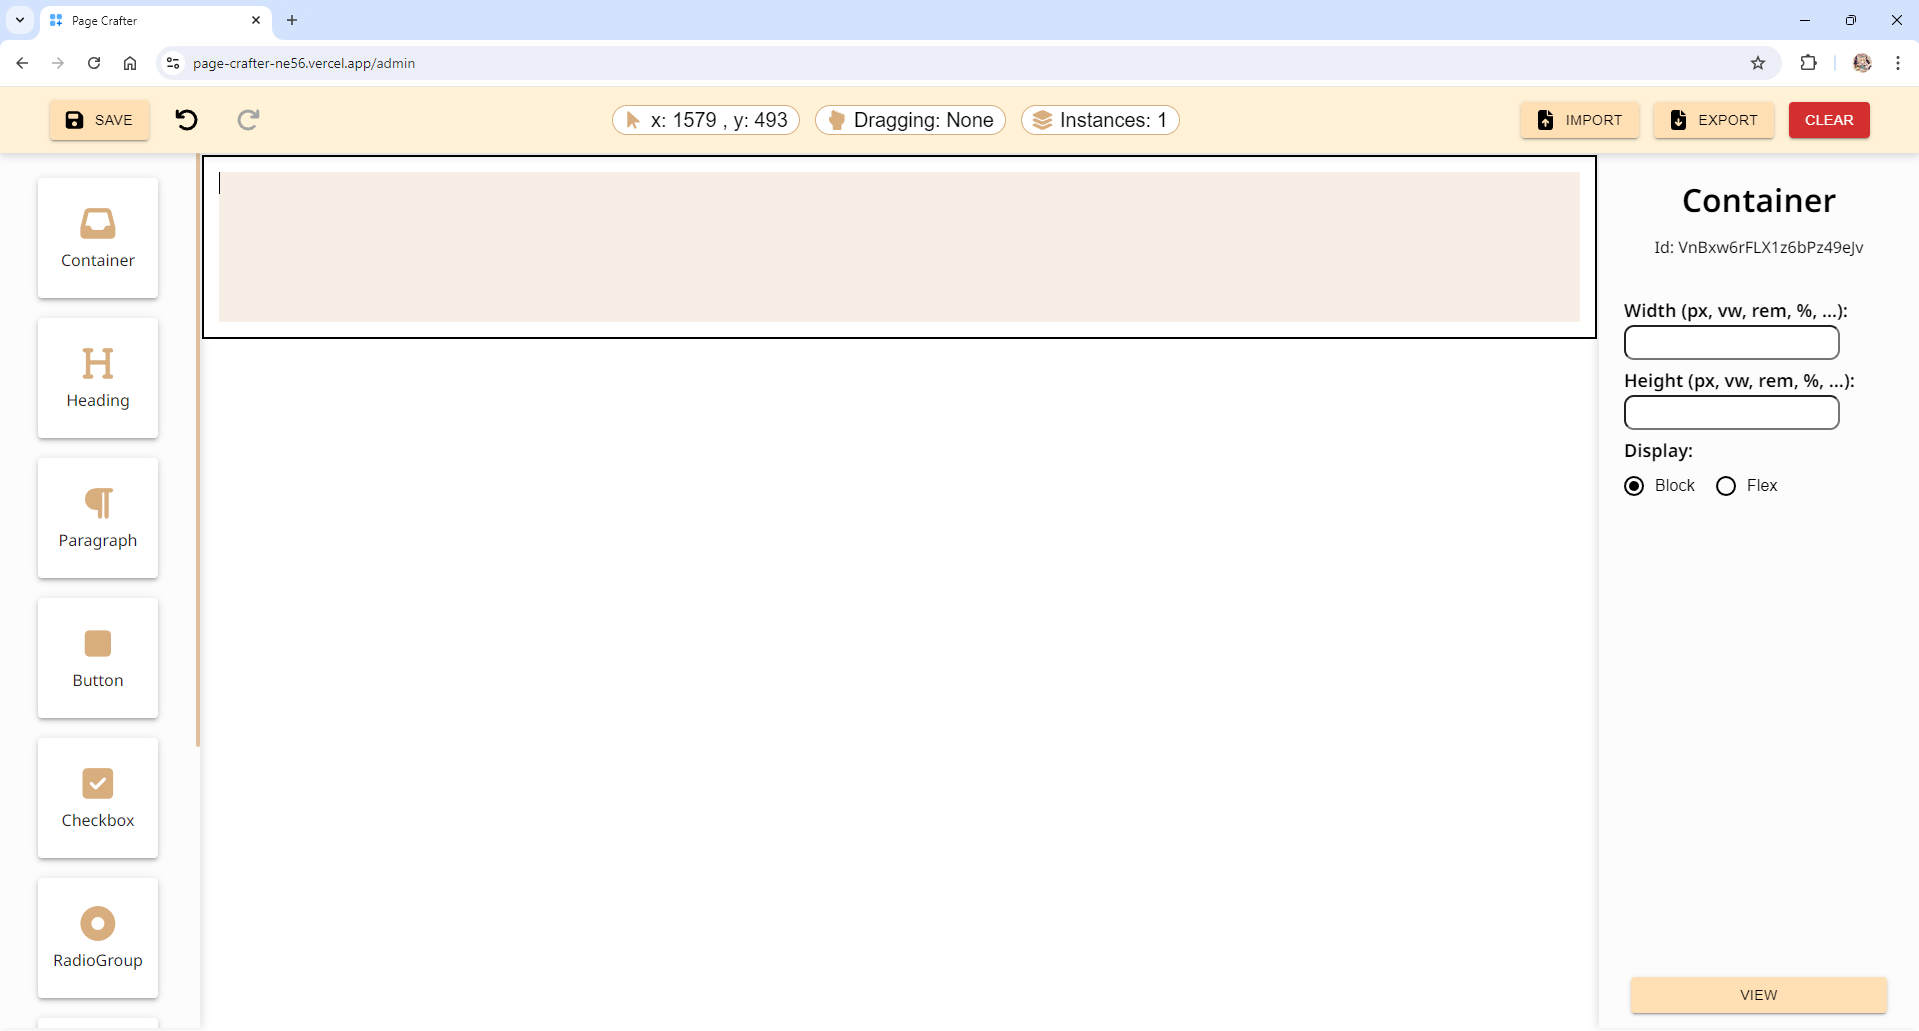 Page Crafter
page-crafter-ne56.vercel.app/admin
SAVE
x: 1579 , y: 493
Dragging: None
Instances: 1
IMPORT
EXPORT
CLEAR
Container
Heading
Paragraph
Button
Checkbox
RadioGroup
Container
Id: VnBxw6rFLX1z6bPz49eJv
Width (px, vw, rem, %, ...):
Height (px, vw, rem, %, ...):
Display:
Block Flex
VIEW